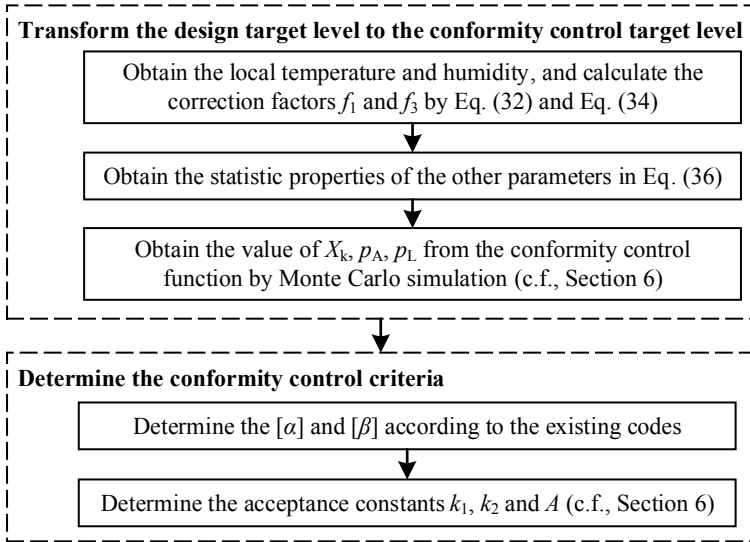 Transform the design target level to the conformity control target level
Obtain the local temperature and humidity, and calculate the
correction factors f₁ and f₃ by Eq. (32) and Eq. (34)
Obtain the statistic properties of the other parameters in Eq. (36)
Obtain the value of Xₖ, p_A, p_L from the conformity control
function by Monte Carlo simulation (c.f., Section 6)
Determine the conformity control criteria
Determine the [α] and [β] according to the existing codes
Determine the acceptance constants k₁, k₂ and A (c.f., Section 6)